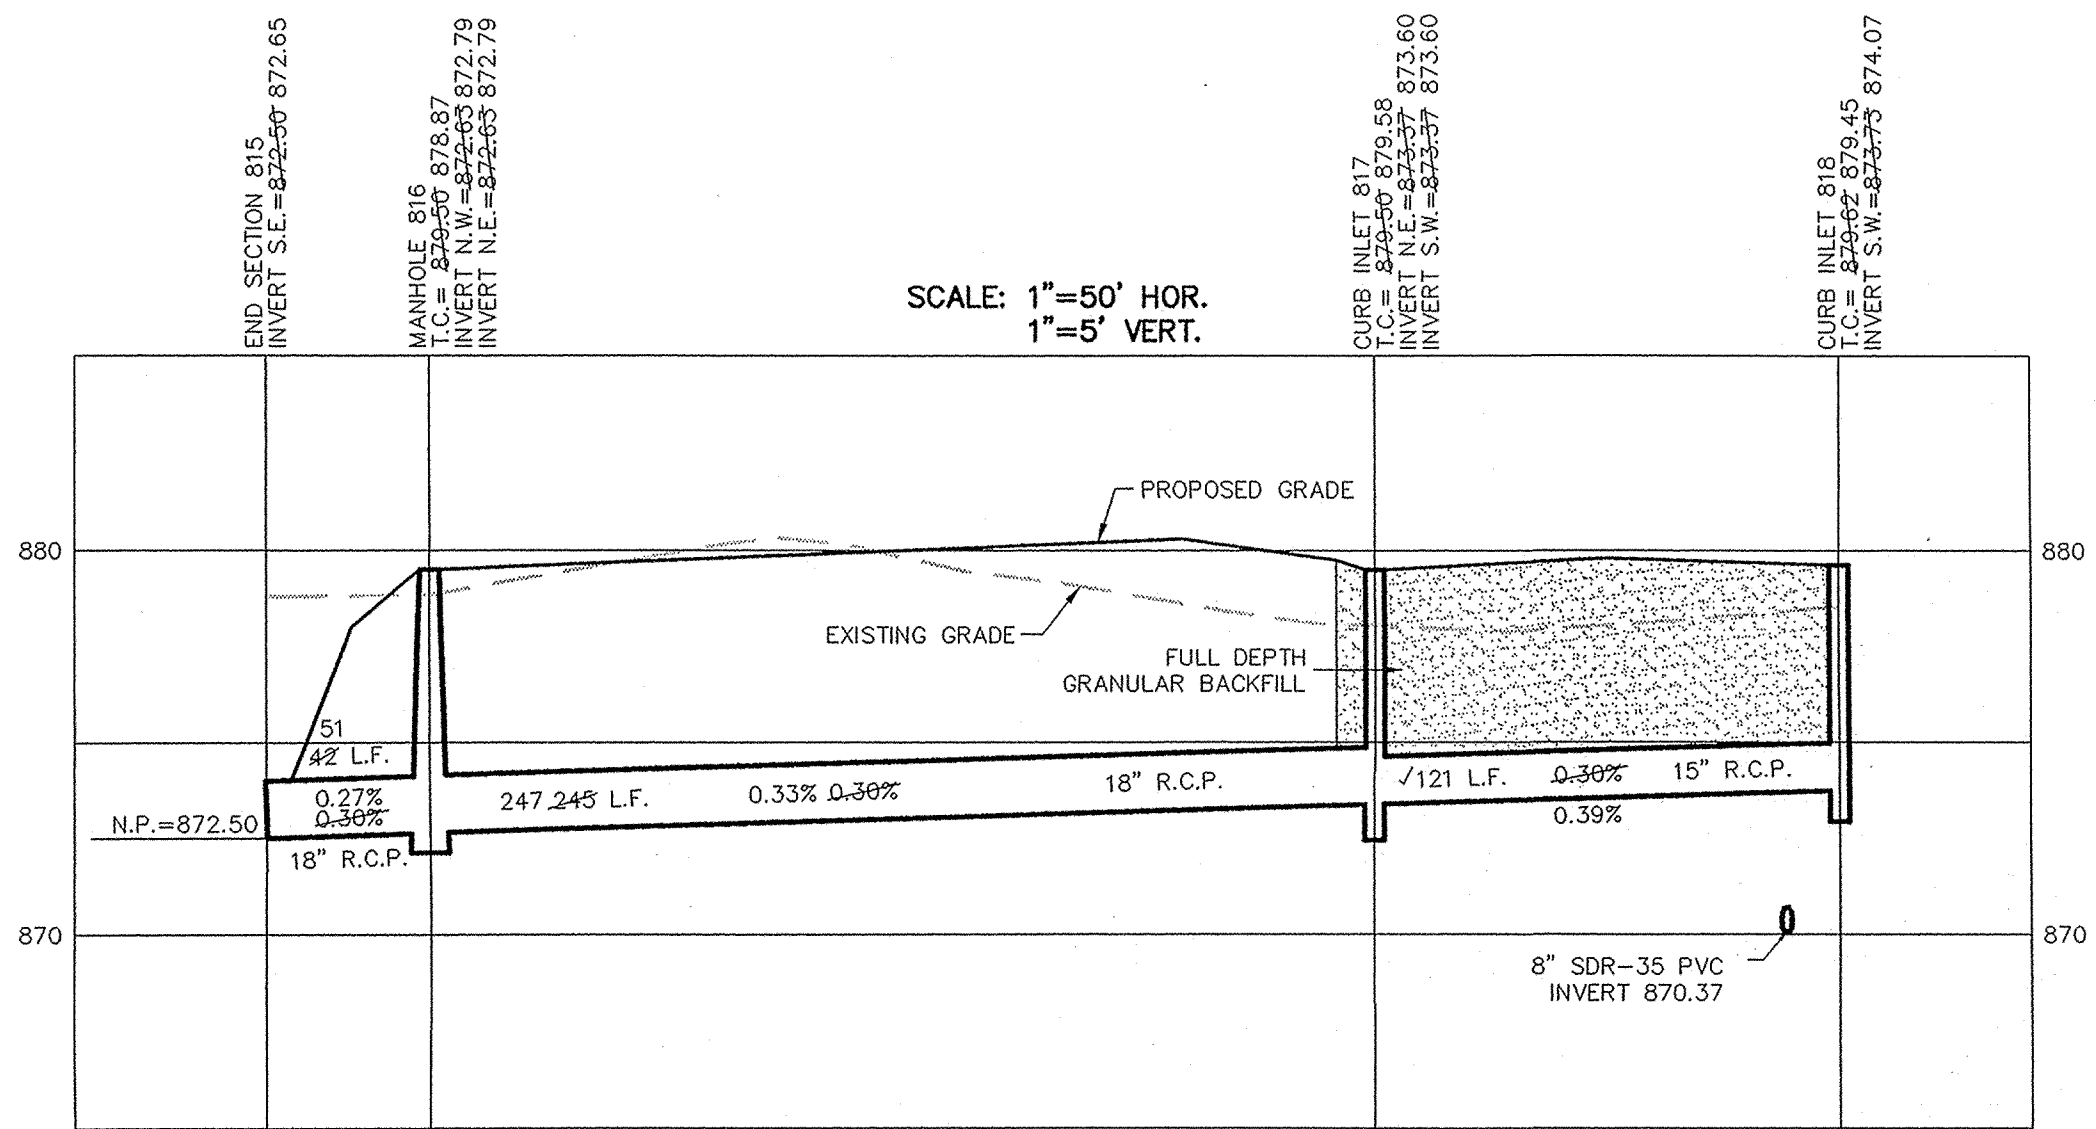 END SECTION 815
INVERT S.E.=872.50 872.65
MANHOLE 816
T.C.= 879.50 878.87
INVERT N.W.=872.63 872.79
INVERT N.E.=872.63 872.79
CURB INLET 817
T.C.= 879.50 879.58
INVERT N.E.=873.37 873.60
INVERT S.W.=873.37 873.60
CURB INLET 818
T.C.= 879.62 879.45
INVERT S.W.=873.73 874.07
SCALE: 1"=50' HOR.
1"=5' VERT.
PROPOSED GRADE
880
880
EXISTING GRADE
FULL DEPTH
GRANULAR BACKFILL
51
42 L.F.
0.27%
0.30%
N.P.=872.50
18" R.C.P.
247 245 L.F.
0.33% 0.30%
18" R.C.P.
√121 L.F.
0.30%
15" R.C.P.
0.39%
870
870
8" SDR-35 PVC
INVERT 870.37